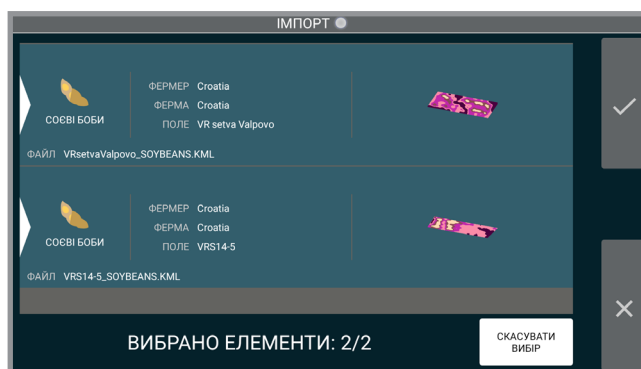 ІМПОРТ
ФЕРМЕР Croatia
ФЕРМА Croatia
СОЄВІ БОБИ
ПОЛЕ VR setva Valpovo
ФАЙЛ VRsetvaValpovo_SOYBEANS.KML
ФЕРМЕР Croatia
ФЕРМА Croatia
СОЄВІ БОБИ
ПОЛЕ VRS14-5
ФАЙЛ VRS14-5_SOYBEANS.KML
ВИБРАНО ЕЛЕМЕНТИ: 2/2
СКАСУВАТИ
ВИБІР